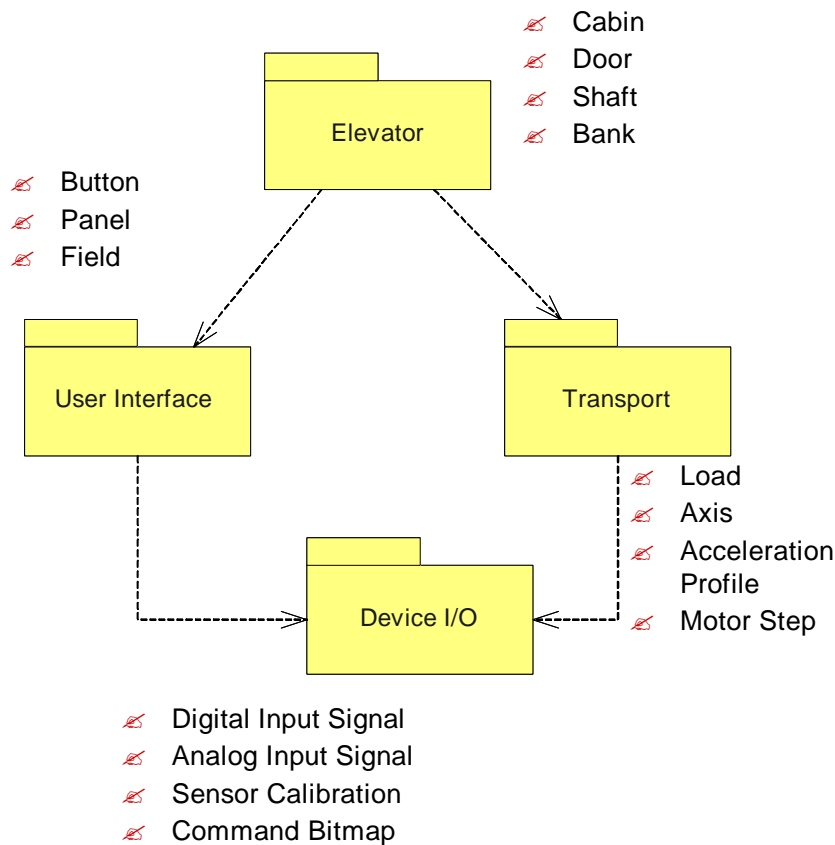 Cabin
Door
Shaft
Bank
Elevator
Button
Panel
Field
User Interface
Transport
Load
Axis
Acceleration
Profile
Motor Step
Device I/O
Digital Input Signal
Analog Input Signal
Sensor Calibration
Command Bitmap